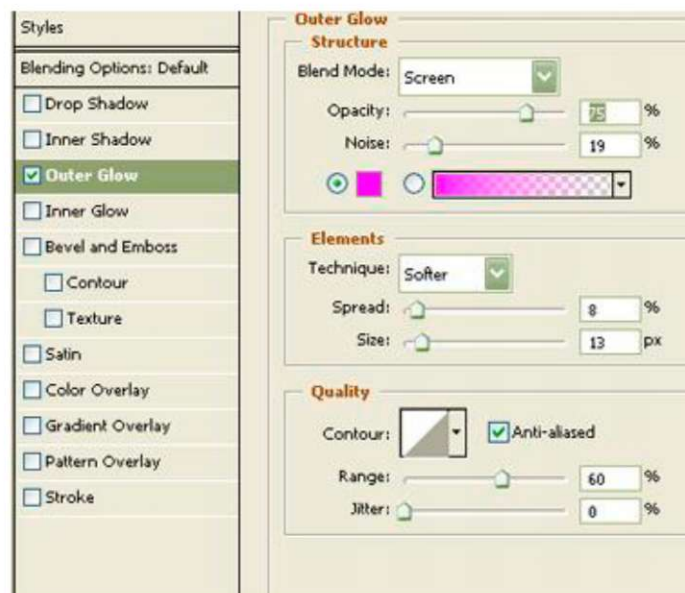 Styles
Blending Options: Default
Drop Shadow
Inner Shadow
Outer Glow
Inner Glow
Bevel and Emboss
Contour
Texture
Satin
Color Overlay
Gradient Overlay
Pattern Overlay
Stroke
Outer Glow
Structure
Blend Mode: Screen
Opacity: 75 %
Noise: 19 %
Elements
Technique: Softer
Spread: 8 %
Size: 13 px
Quality
Contour: Anti-aliased
Range: 60 %
Jitter: 0 %